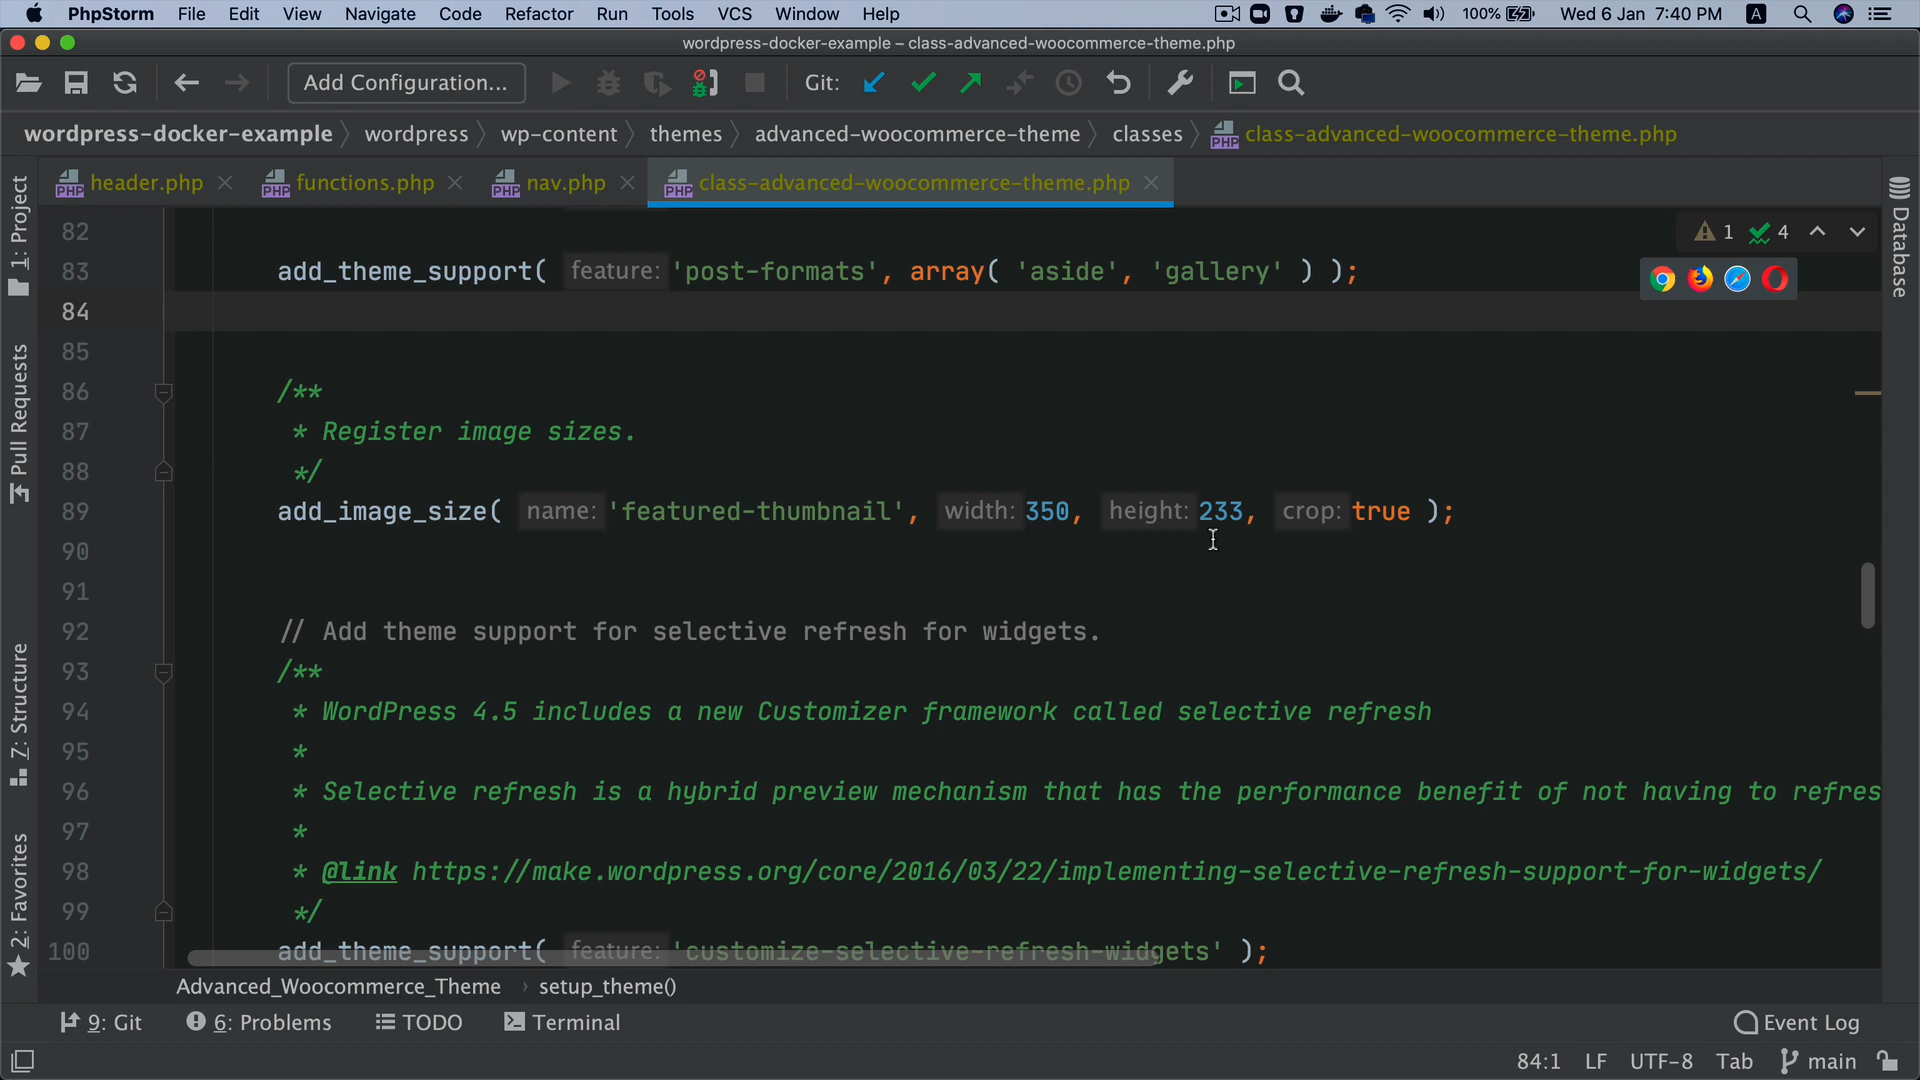 PhpStorm File Edit View Navigate Code Refactor Run Tools VCS Window Help 100% Wed 6 Jan 7:40 PM A
wordpress-docker-example – class-advanced-woocommerce-theme.php
Add Configuration... Git:
wordpress-docker-example wordpress wp-content themes advanced-woocommerce-theme classes class-advanced-woocommerce-theme.php
header.php functions.php nav.php class-advanced-woocommerce-theme.php
1: Project
Pull Requests
7: Structure
2: Favorites
Database
1 4
82
83 add_theme_support( feature: 'post-formats', array( 'aside', 'gallery' ) );
84
85
86 /**
87 * Register image sizes.
88 */
89 add_image_size( name: 'featured-thumbnail', width: 350, height: 233, crop: true );
90
91
92 // Add theme support for selective refresh for widgets.
93 /**
94 * WordPress 4.5 includes a new Customizer framework called selective refresh
95 *
96 * Selective refresh is a hybrid preview mechanism that has the performance benefit of not having to refres
97 *
98 * @link https://make.wordpress.org/core/2016/03/22/implementing-selective-refresh-support-for-widgets/
99 */
100 add_theme_support( feature: 'customize-selective-refresh-widgets' );
Advanced_Woocommerce_Theme › setup_theme()
9: Git 6: Problems TODO Terminal Event Log
84:1 LF UTF-8 Tab main